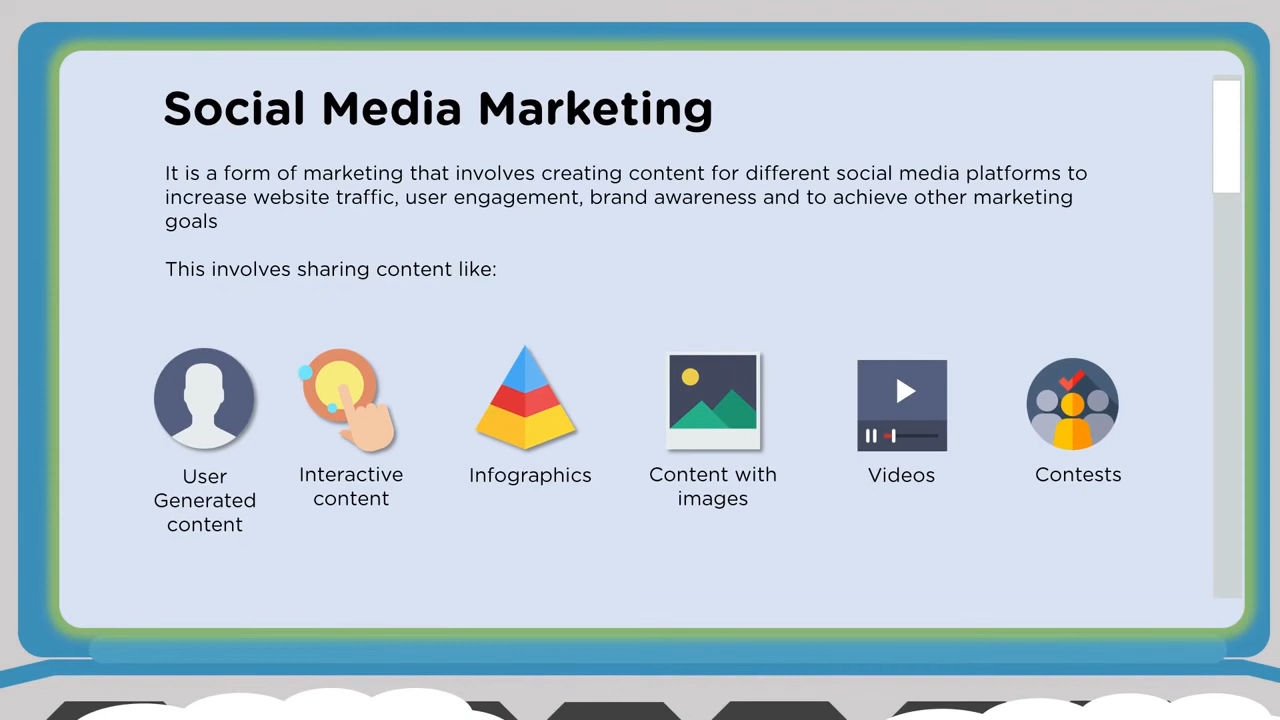 Social Media Marketing
It is a form of marketing that involves creating content for different social media platforms to
increase website traffic, user engagement, brand awareness and to achieve other marketing
goals
This involves sharing content like:
User
Generated
content
Interactive
content
Infographics
Content with
images
Videos
Contests